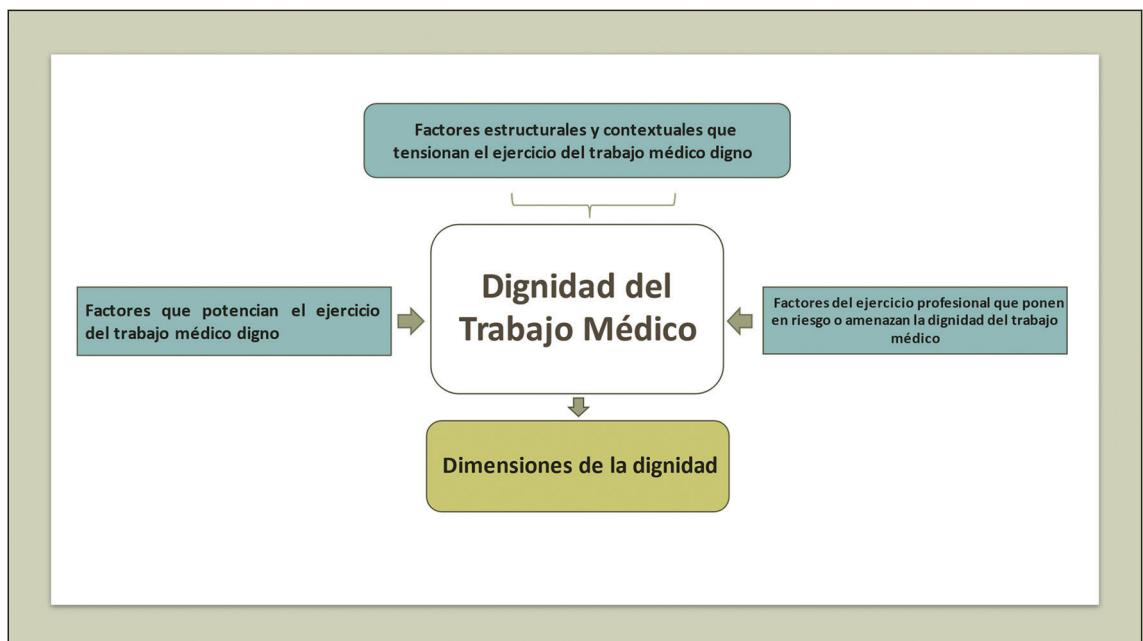 Factores estructurales y contextuales que
tensionan el ejercicio del trabajo médico digno
Dignidad del
Trabajo Médico
Factores que potencian el ejercicio
del trabajo médico digno
Factores del ejercicio profesional que ponen
en riesgo o amenazan la dignidad del trabajo
médico
Dimensiones de la dignidad